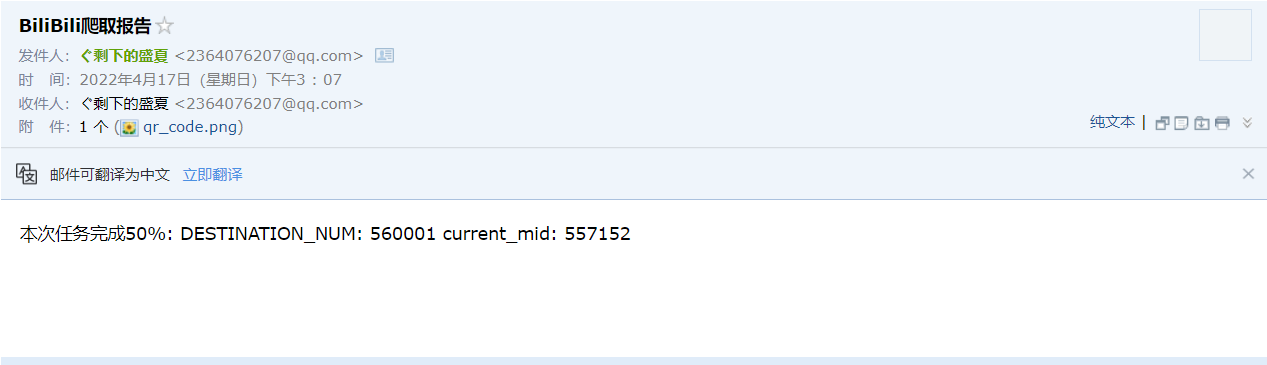 BiliBili爬取报告
发件人：ぐ剩下的盛夏 <2364076207@qq.com>
时　间：2022年4月17日（星期日）下午3：07
收件人：ぐ剩下的盛夏 <2364076207@qq.com>
附　件：1 个 (qr_code.png)
纯文本 |
邮件可翻译为中文 立即翻译
本次任务完成50%: DESTINATION_NUM: 560001 current_mid: 557152